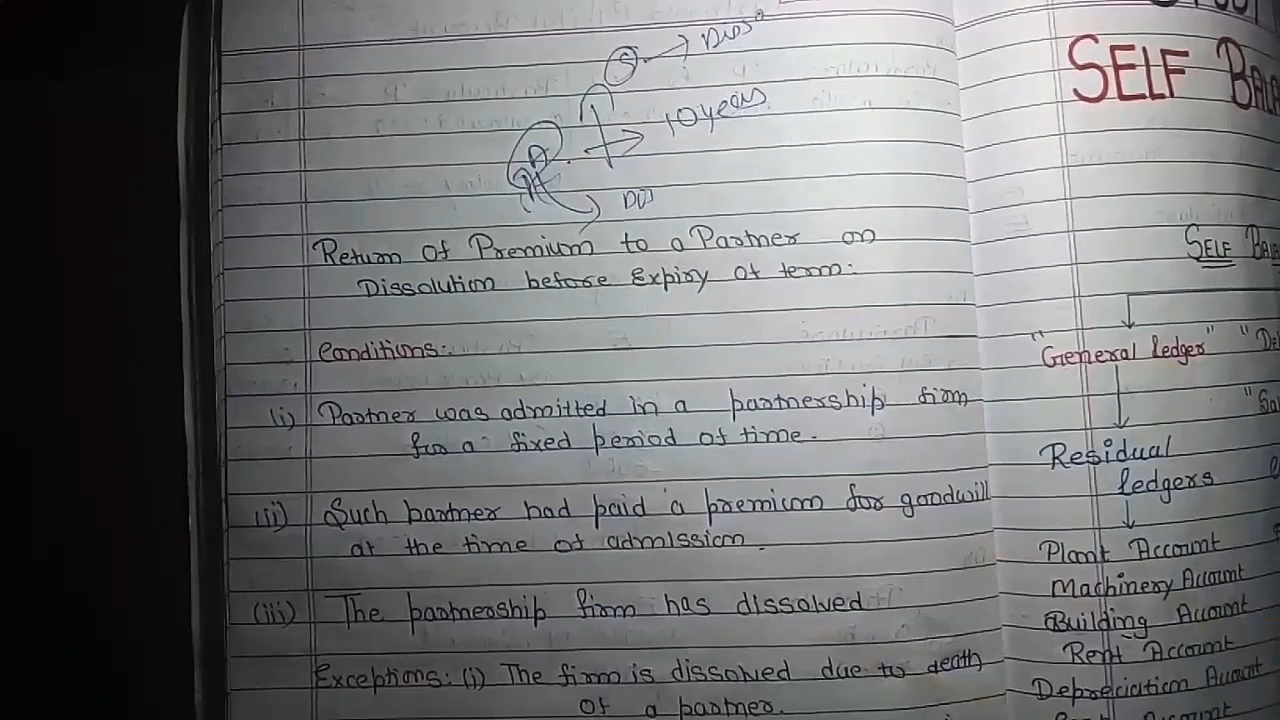 10 years
Return of Premium to a Partner on
Dissolution before Expiry of term:
Conditions:
(i) Partner was admitted in a partnership firm
for a fixed period of time.
(ii) Such partner had paid a premium for goodwill
at the time of admission.
(iii) The partnership firm has dissolved
Exceptions: (i) The firm is dissolved due to death
of a partner.
SELF
SELF
"General ledger"
Residual
ledgers
Plant Account
Machinery Account
Building Account
Rent Account
Depreciation Account